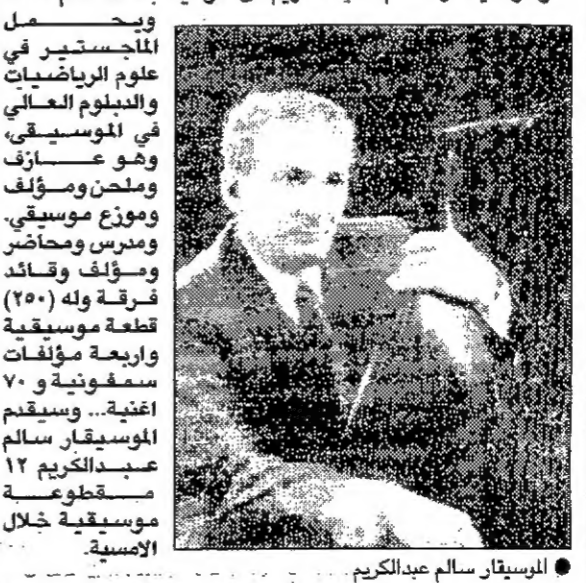 ويحمل
الماجستير في
علوم الرياضيات
والدبلوم العالي
في الموسيقى،
وهو عازف
وملحن ومؤلف
وموزع موسيقي.
ومدرس ومحاضر
ومؤلف وقائد
فرقة وله (٢٥٠)
قطعة موسيقية
واربعة مؤلفات
سمفونية و ٧٠
اغنية... وسيقدم
الموسيقار سالم
عبدالكريم ١٢
مقطوعة
موسيقية خلال
الامسية.
● الموسيقار سالم عبدالكريم